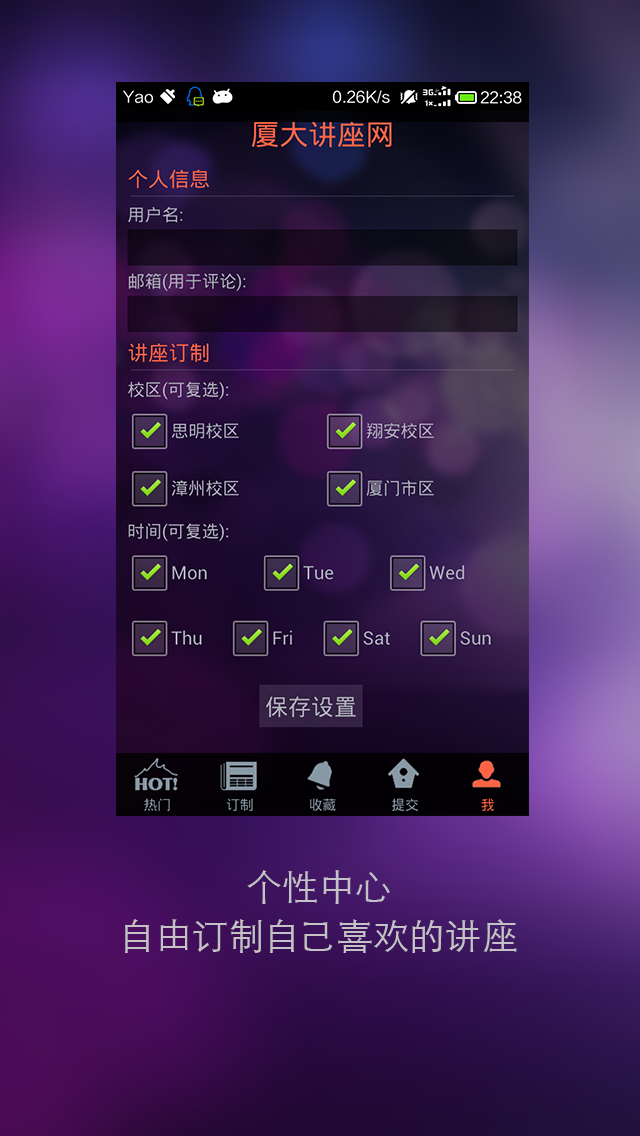 Yao 0.26K/s 3G 1x 22:38
厦大讲座网
个人信息
用户名:
邮箱(用于评论):
讲座订制
校区(可复选):
思明校区 翔安校区
漳州校区 厦门市区
时间(可复选):
Mon Tue Wed
Thu Fri Sat Sun
保存设置
HOT!
热门 订制 收藏 提交 我
个性中心
自由订制自己喜欢的讲座